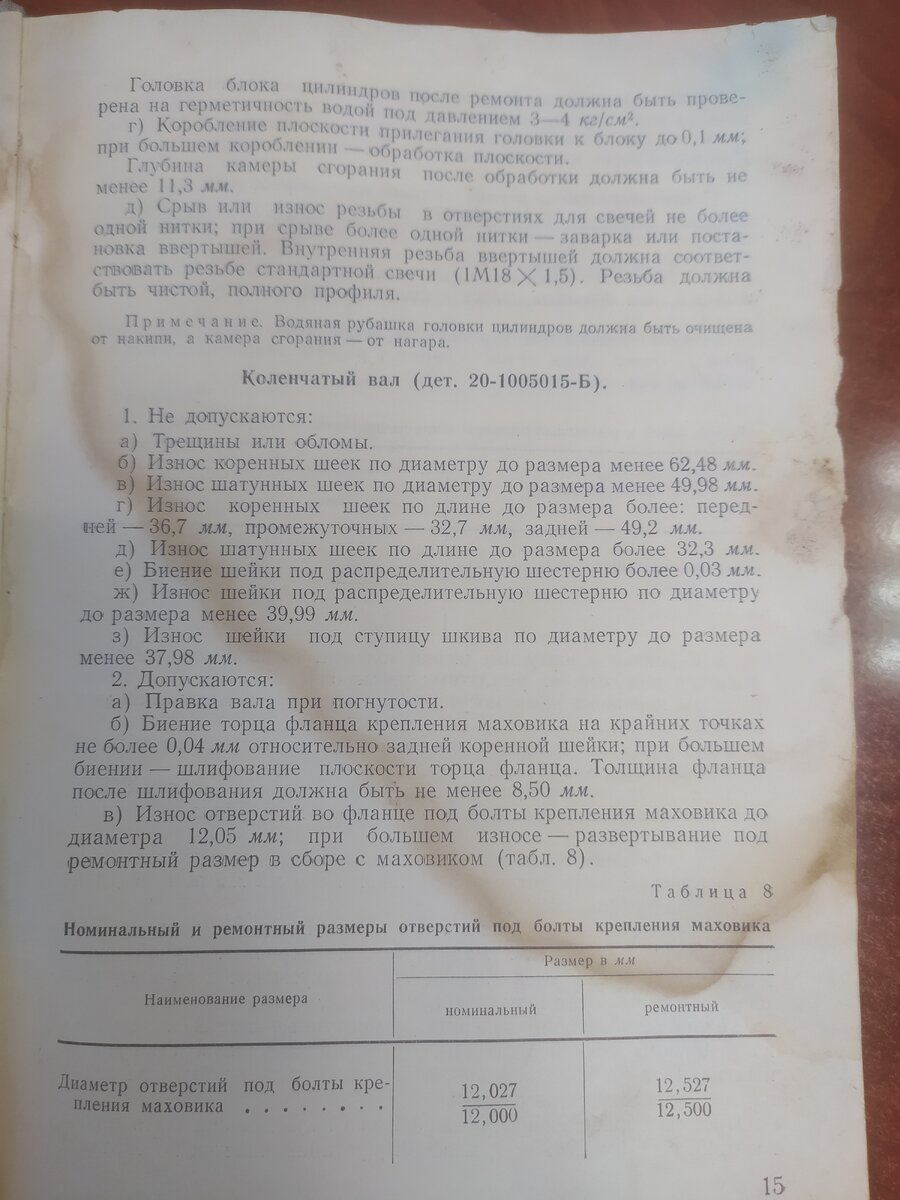 Головка блока цилиндров после ремонта должна быть прове-
рена на герметичность водой под давлением 3—4 кг/см².
г) Коробление плоскости прилегания головки к блоку до 0,1 мм;
при большем короблении — обработка плоскости.
Глубина камеры сгорания после обработки должна быть не
менее 11,3 мм.
д) Срыв или износ резьбы в отверстиях для свечей не более
одной нитки; при срыве более одной нитки — заварка или поста-
новка ввертышей. Внутренняя резьба ввертышей должна соответ-
ствовать резьбе стандартной свечи (1М18×1,5). Резьба должна
быть чистой, полного профиля.
Примечание. Водяная рубашка головки цилиндров должна быть очищена
от накипи, а камера сгорания — от нагара.
Коленчатый вал (дет. 20-1005015-Б).
1. Не допускаются:
а) Трещины или обломы.
б) Износ коренных шеек по диаметру до размера менее 62,48 мм.
в) Износ шатунных шеек по диаметру до размера менее 49,98 мм.
г) Износ коренных шеек по длине до размера более: перед-
ней — 36,7 мм, промежуточных — 32,7 мм, задней — 49,2 мм.
д) Износ шатунных шеек по длине до размера более 32,3 мм.
е) Биение шейки под распределительную шестерню более 0,03 мм.
ж) Износ шейки под распределительную шестерню по диаметру
до размера менее 39,99 мм.
з) Износ шейки под ступицу шкива по диаметру до размера
менее 37,98 мм.
2. Допускаются:
а) Правка вала при погнутости.
б) Биение торца фланца крепления маховика на крайних точках
не более 0,04 мм относительно задней коренной шейки; при большем
биении — шлифование плоскости торца фланца. Толщина фланца
после шлифования должна быть не менее 8,50 мм.
в) Износ отверстий во фланце под болты крепления маховика до
диаметра 12,05 мм; при большем износе — развертывание под
ремонтный размер в сборе с маховиком (табл. 8).
Таблица 8
Номинальный и ремонтный размеры отверстий под болты крепления маховика
Наименование размера
Размер в мм
номинальный
ремонтный
Диаметр отверстий под болты кре-
пления маховика . . . . . . . .
12,027
12,000
12,527
12,500
15